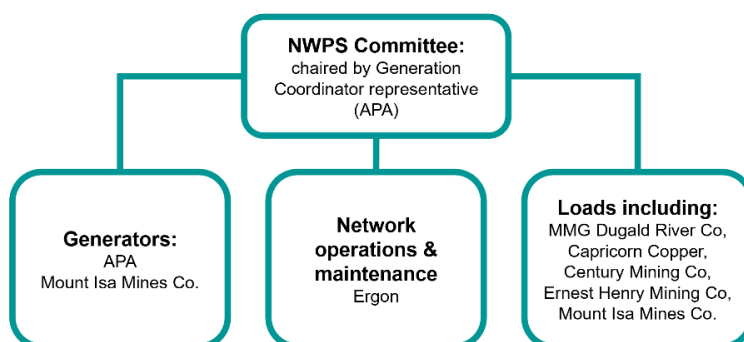 NWPS Committee:
chaired by Generation
Coordinator representative
(APA)
Generators:
APA
Mount Isa Mines Co.
Network
operations &
maintenance
Ergon
Loads including:
MMG Dugald River Co,
Capricorn Copper,
Century Mining Co,
Ernest Henry Mining Co,
Mount Isa Mines Co.